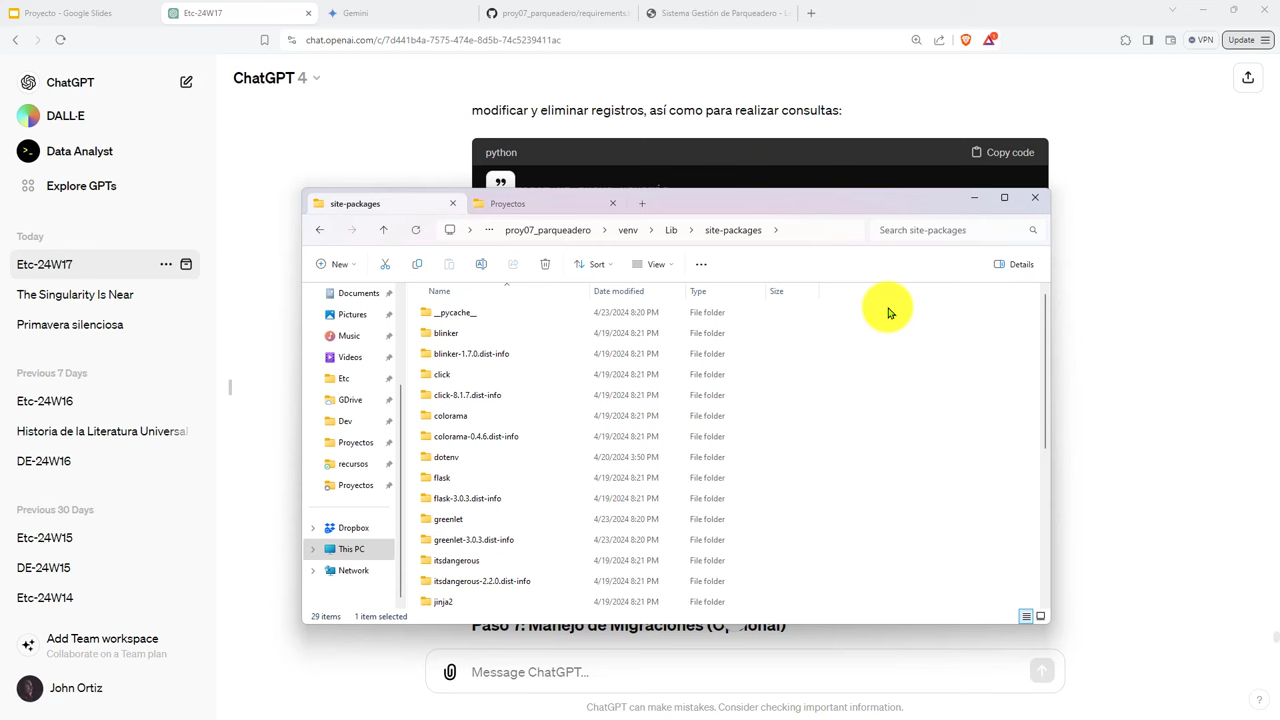 Proyecto - Google Slides
Etc-24W17
Gemini
proy07_parqueadero/requirements.
Sistema Gestión de Parqueadero - L
chat.openai.com/c/7d441b4a-7575-474e-8d5b-74c5239411ac
VPN
Update
ChatGPT
DALL·E
Data Analyst
Explore GPTs
Today
Etc-24W17
The Singularity Is Near
Primavera silenciosa
Previous 7 Days
Etc-24W16
Historia de la Literatura Universal
DE-24W16
Previous 30 Days
Etc-24W15
DE-24W15
Etc-24W14
Add Team workspace
Collaborate on a Team plan
John Ortiz
ChatGPT 4
modificar y eliminar registros, así como para realizar consultas:
python
Copy code
site-packages
Proyectos
proy07_parqueadero > venv > Lib > site-packages >
Search site-packages
New
Sort
View
Details
Documents
Pictures
Music
Videos
Etc
GDrive
Dev
Proyectos
recursos
Proyectos
Dropbox
This PC
Network
Name Date modified Type Size
__pycache__ 4/23/2024 8:20 PM File folder
blinker 4/19/2024 8:21 PM File folder
blinker-1.7.0.dist-info 4/19/2024 8:21 PM File folder
click 4/19/2024 8:21 PM File folder
click-8.1.7.dist-info 4/19/2024 8:21 PM File folder
colorama 4/19/2024 8:21 PM File folder
colorama-0.4.6.dist-info 4/19/2024 8:21 PM File folder
dotenv 4/22/2024 3:50 PM File folder
flask 4/19/2024 8:21 PM File folder
flask-3.0.3.dist-info 4/19/2024 8:21 PM File folder
greenlet 4/23/2024 8:20 PM File folder
greenlet-3.0.3.dist-info 4/23/2024 8:20 PM File folder
itsdangerous 4/19/2024 8:21 PM File folder
itsdangerous-2.2.0.dist-info 4/19/2024 8:21 PM File folder
jinja2 4/19/2024 8:21 PM File folder
29 items 1 item selected
Paso 7: Manejo de Migraciones
Message ChatGPT...
ChatGPT can make mistakes. Consider checking important information.